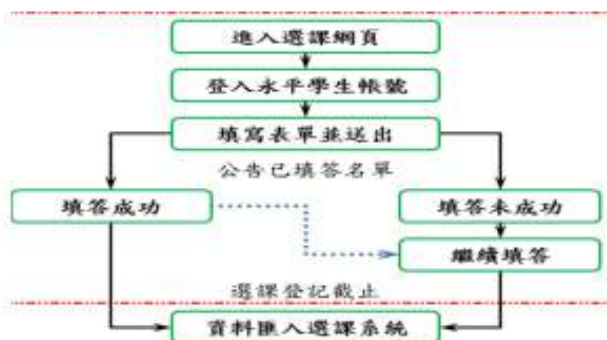 進入選課網頁
登入永平學生帳號
填寫表單並送出
公告已填答名單
填答成功
填答未成功
繼續填答
選課登記截止
資料匯入選課系統